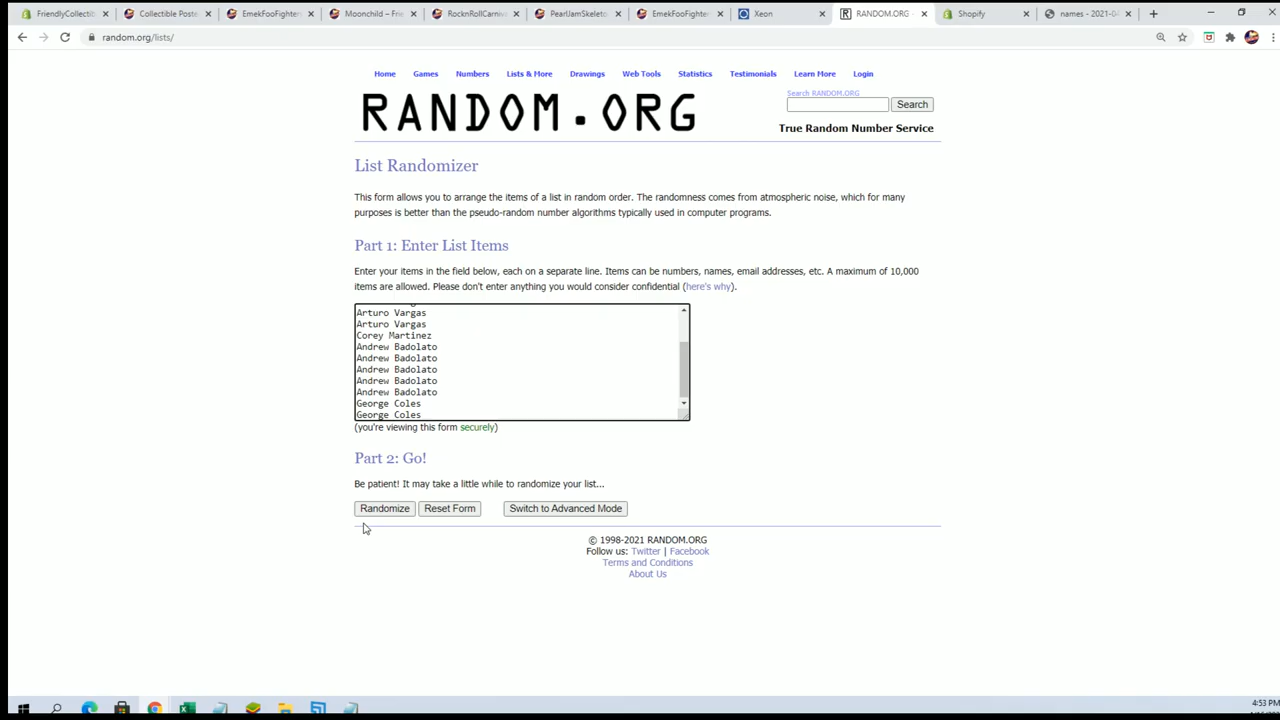 FriendlyCollectib
Collectible Poste
EmekFooFighter
Moonchild – Frie
RocknRollCarniv
PearlJamSkeleto
EmekFooFighter
Xeon
RANDOM.ORG
Shopify
names - 2021-0
random.org/lists/
Home Games Numbers Lists & More Drawings Web Tools Statistics Testimonials Learn More Login
Search RANDOM.ORG
RANDOM.ORG
Search
True Random Number Service
List Randomizer
This form allows you to arrange the items of a list in random order. The randomness comes from atmospheric noise, which for many
purposes is better than the pseudo-random number algorithms typically used in computer programs.
Part 1: Enter List Items
Enter your items in the field below, each on a separate line. Items can be numbers, names, email addresses, etc. A maximum of 10,000
items are allowed. Please don't enter anything you would consider confidential (here's why).
Arturo Vargas
Arturo Vargas
Corey Martinez
Andrew Badolato
Andrew Badolato
Andrew Badolato
Andrew Badolato
Andrew Badolato
George Coles
George Coles
(you're viewing this form securely)
Part 2: Go!
Be patient! It may take a little while to randomize your list...
Randomize Reset Form Switch to Advanced Mode
© 1998-2021 RANDOM.ORG
Follow us: Twitter | Facebook
Terms and Conditions
About Us
4:53 PM